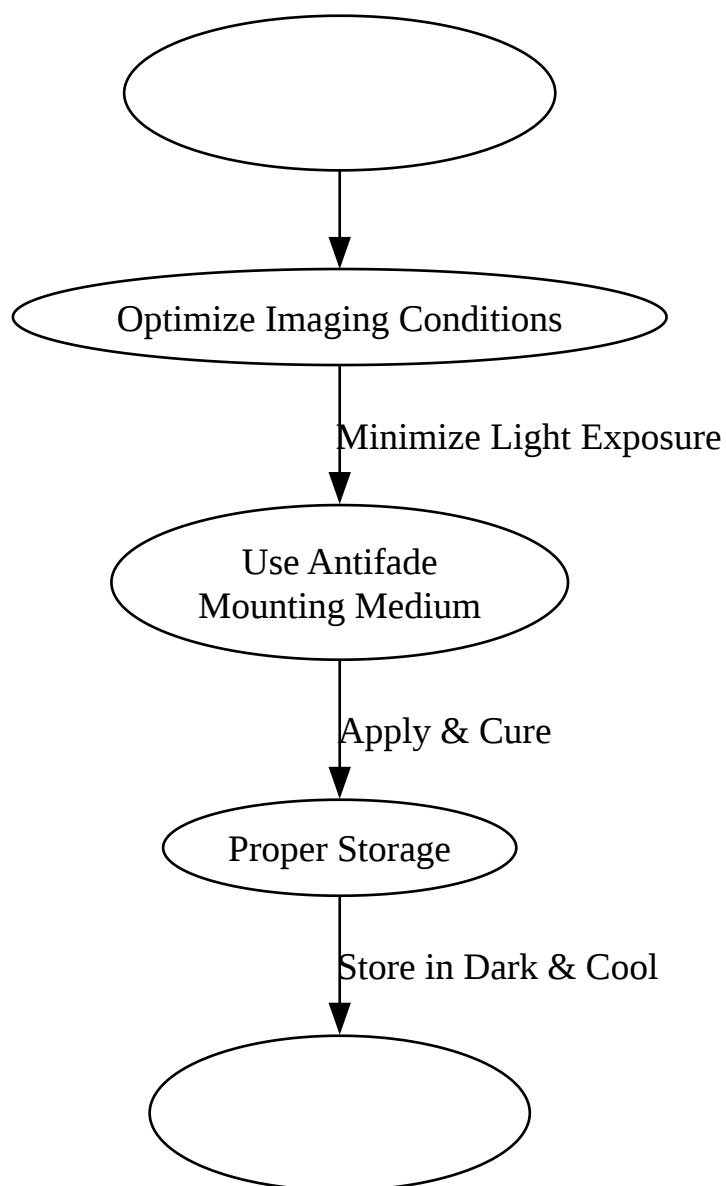 Optimize Imaging Conditions
Minimize Light Exposure
Use Antifade
Mounting Medium
Apply & Cure
Proper Storage
Store in Dark & Cool